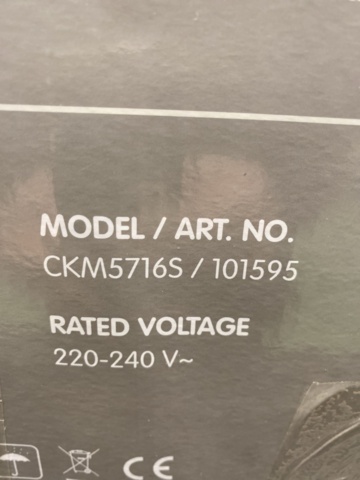 MODEL / ART. NO.
CKM5716S / 101595
RATED VOLTAGE
220-240 V~
CE